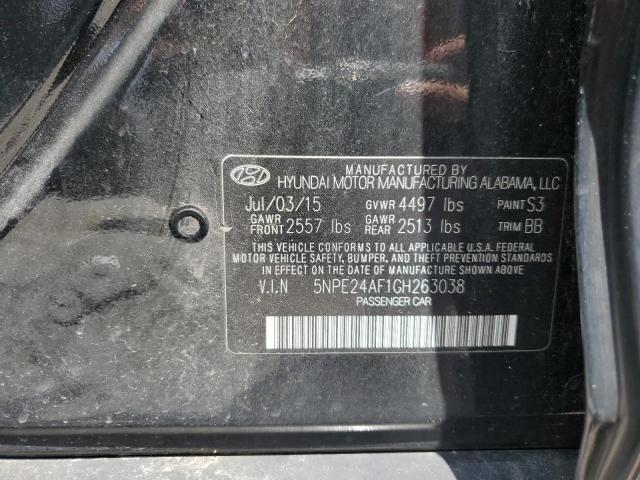 MANUFACTURED BY
HYUNDAI MOTOR MANUFACTURING ALABAMA, LLC
Jul/03/15 GVWR 4497 lbs PAINT S3
GAWR FRONT 2557 lbs GAWR REAR 2513 lbs TRIM BB
THIS VEHICLE CONFORMS TO ALL APPLICABLE U.S.A. FEDERAL
MOTOR VEHICLE SAFETY, BUMPER, AND THEFT PREVENTION
STANDARDS IN EFFECT ON THE DATE OF MANUFACTURE SHOWN ABOVE
V.I.N 5NPE24AF1GH263038
PASSENGER CAR